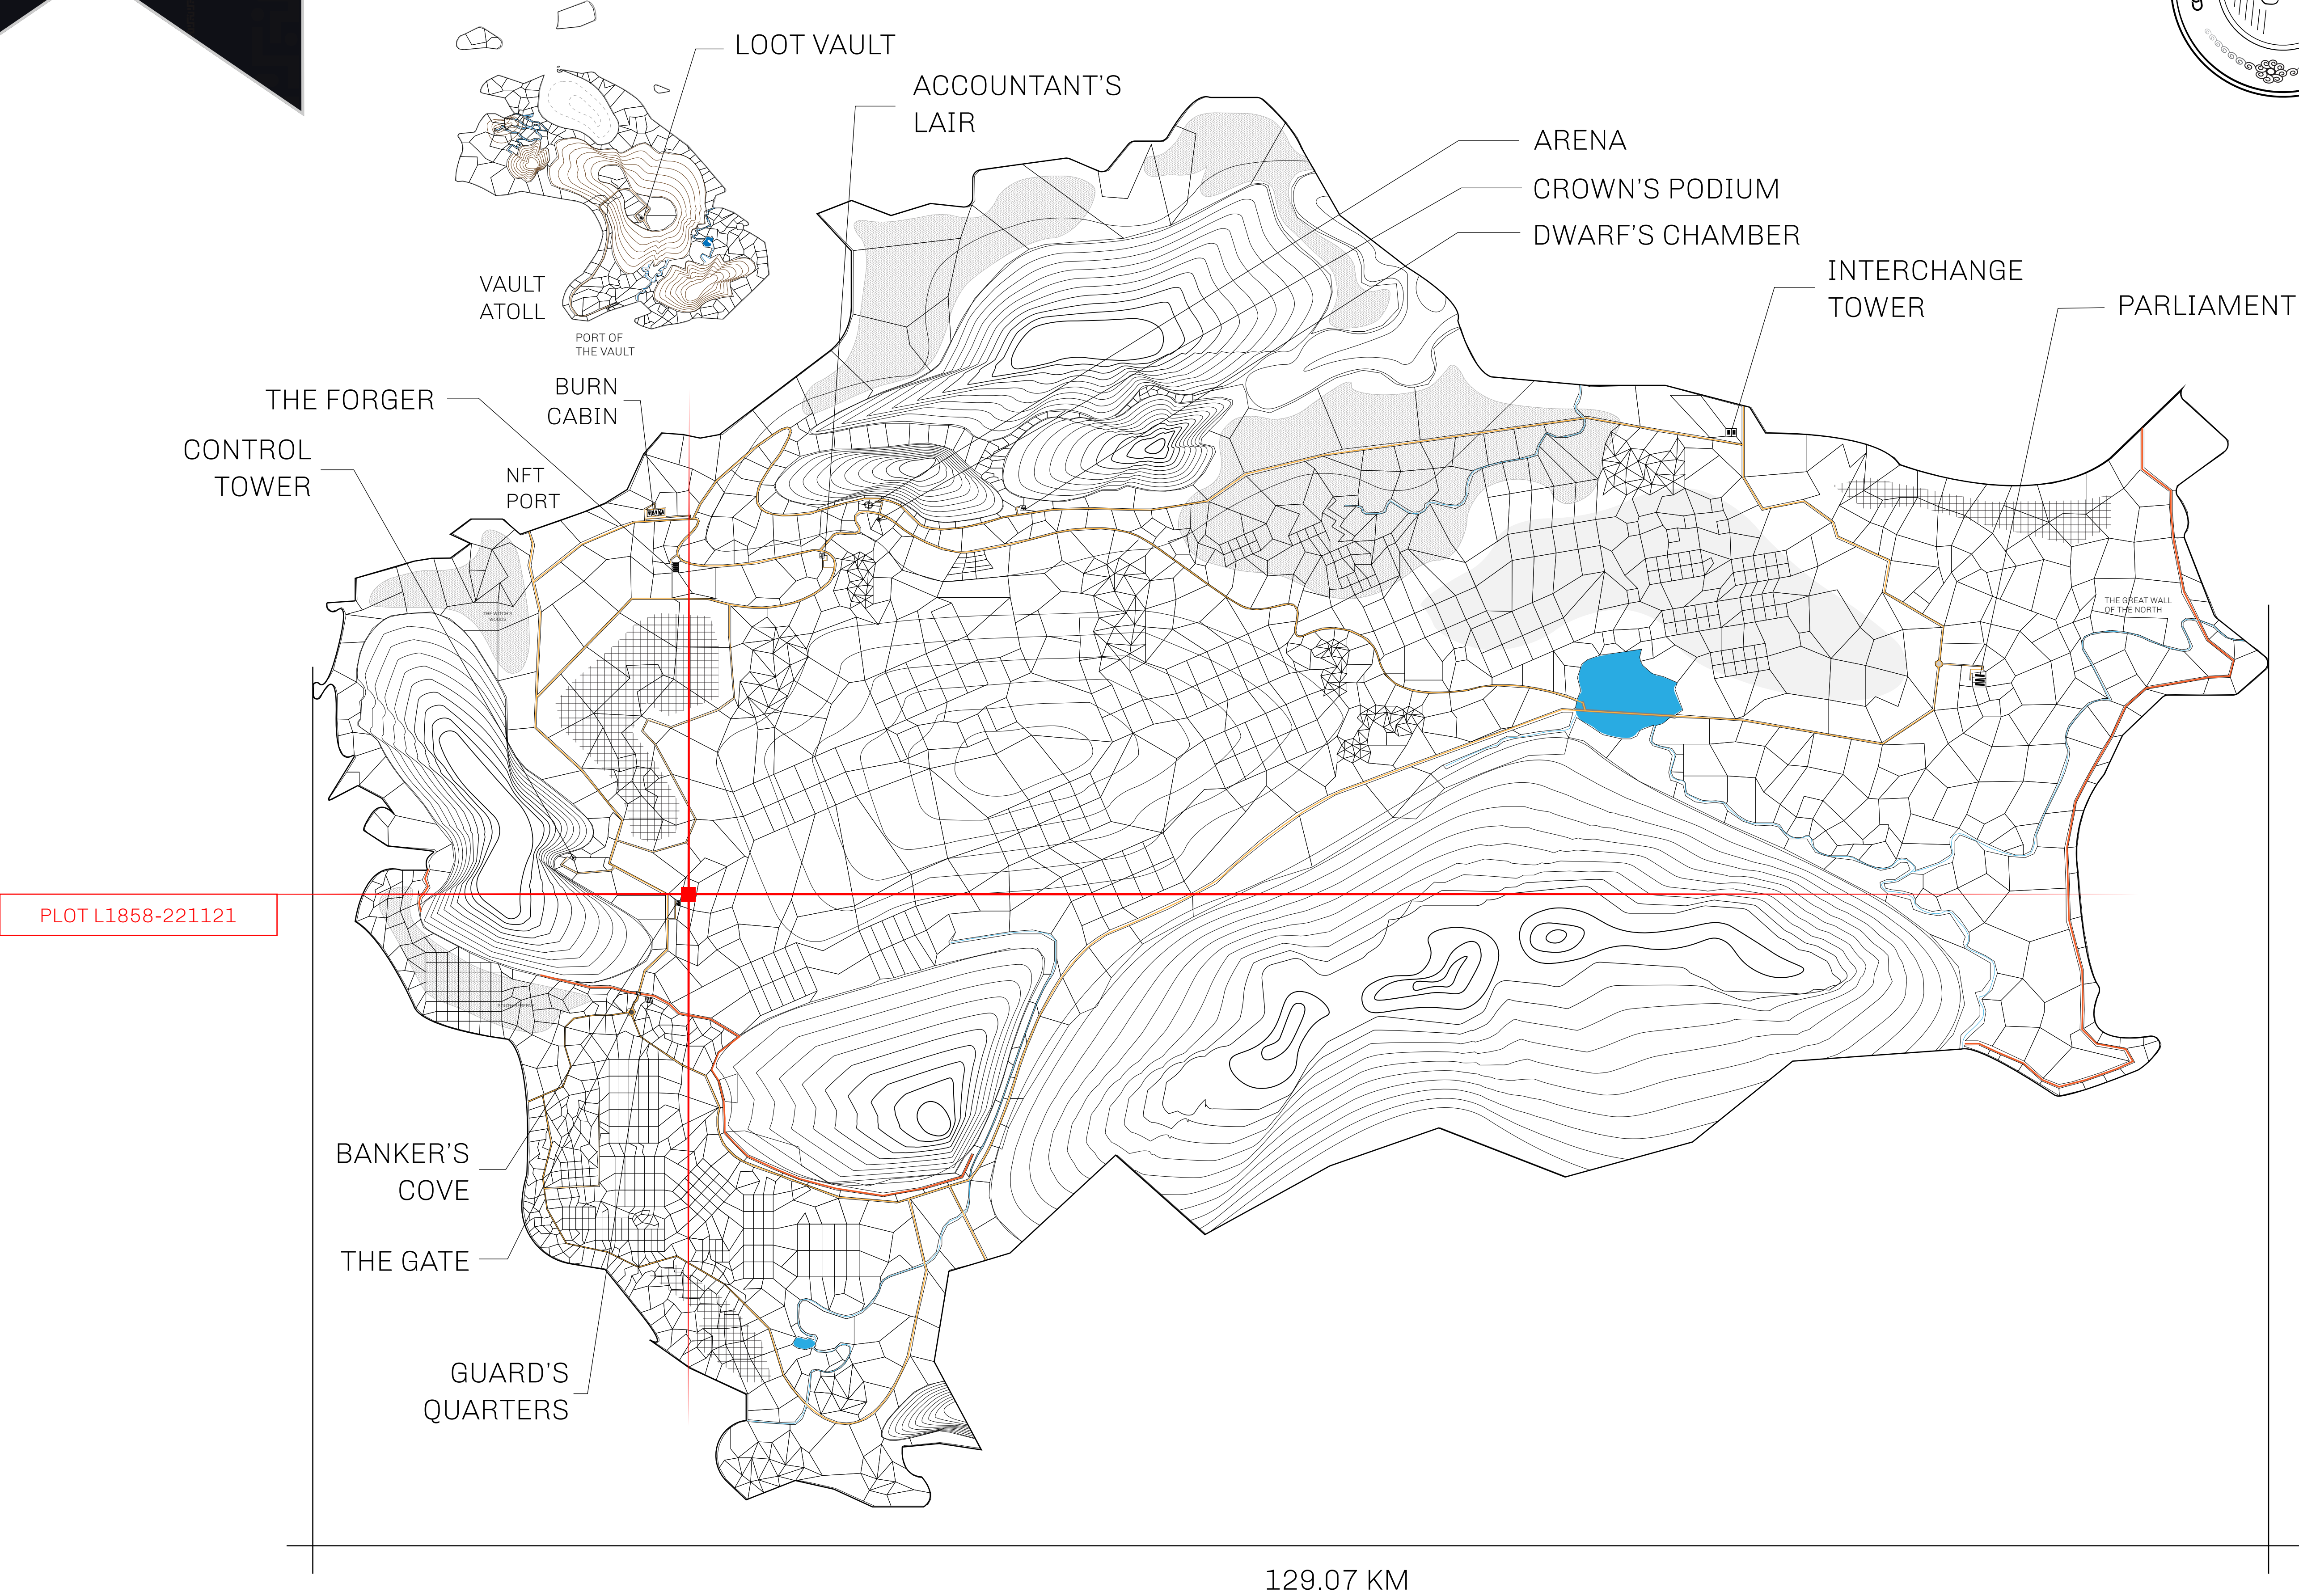 LOOT VAULT
ACCOUNTANT'S
LAIR
ARENA
CROWN'S PODIUM
DWARF'S CHAMBER
INTERCHANGE
TOWER
PARLIAMENT
VAULT
ATOLL
PORT OF
THE VAULT
BURN
CABIN
THE FORGER
CONTROL
TOWER
NFT
PORT
THE WITCH'S
WOODS
THE GREAT WALL
OF THE NORTH
PLOT L1858-221121
SOUTH RESERVE
BANKER'S
COVE
THE GATE
GUARD'S
QUARTERS
129.07 KM